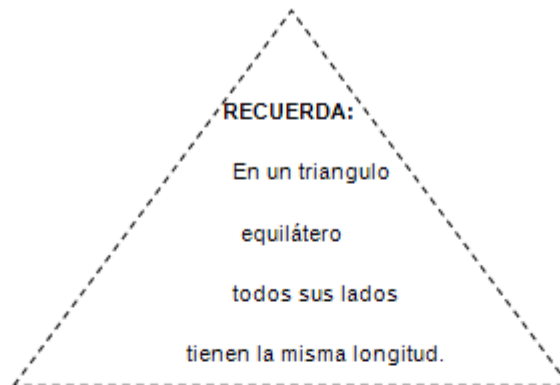 RECUERDA:
En un triangulo
equilátero
todos sus lados
tienen la misma longitud.